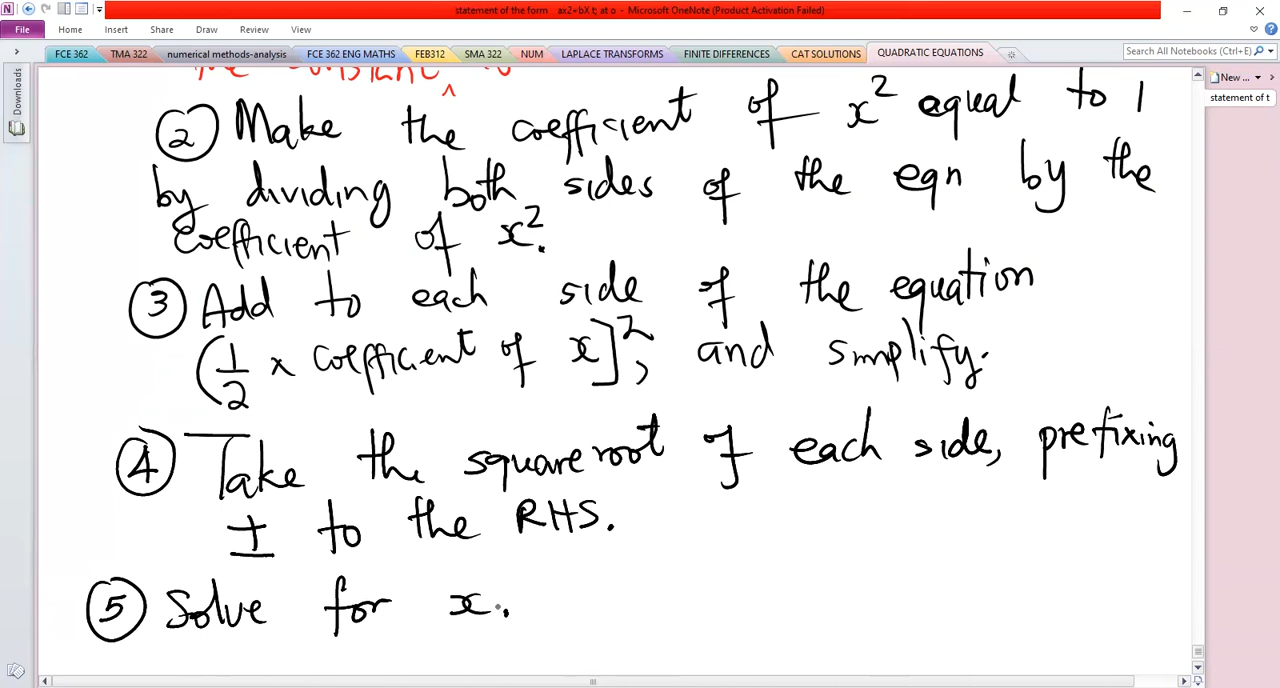 statement of the form ax2+bX t; at o - Microsoft OneNote (Product Activation Failed)
File Home Insert Share Draw Review View
FCE 362 TMA 322 numerical methods-analysis FCE 362 ENG MATHS FEB312 SMA 322 NUM LAPLACE TRANSFORMS FINITE DIFFERENCES CAT SOLUTIONS QUADRATIC EQUATIONS Search All Notebooks (Ctrl+E)
Downloads
New ...
statement of t
② Make the coefficient of x² equal to 1
by dividing both sides of the eqn by the
coefficient of x².
③ Add to each side of the equation
(1/2 x coefficient of x]², and simplify.
④ Take the square root of each side, prefixing
± to the RHS.
⑤ Solve for x.